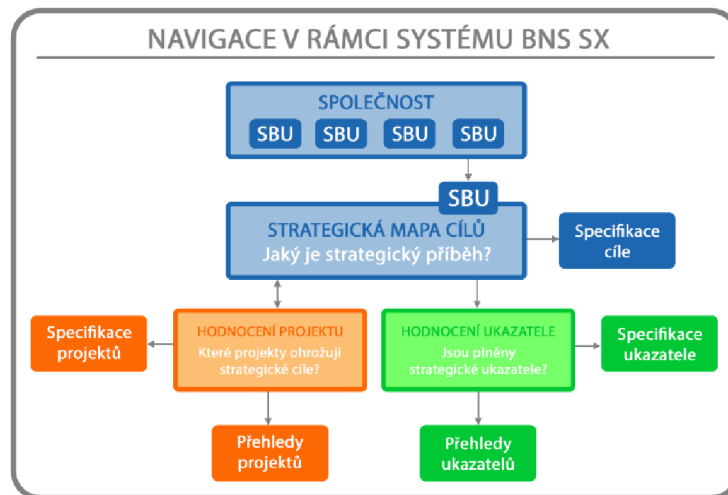 NAVIGACE V RÁMCI SYSTÉMU BNS SX
SPOLEČNOST
SBU SBU SBU SBU
SBU
STRATEGICKÁ MAPA CÍLŮ
Jaký je strategický příběh?
Specifikace
cíle
Specifikace
projektů
HODNOCENÍ PROJEKTU
Které projekty ohrožují
strategické cíle?
HODNOCENÍ UKAZATELE
Jsou plněny
strategické ukazatele?
Specifikace
ukazatele
Přehledy
projektů
Přehledy
ukazatelů